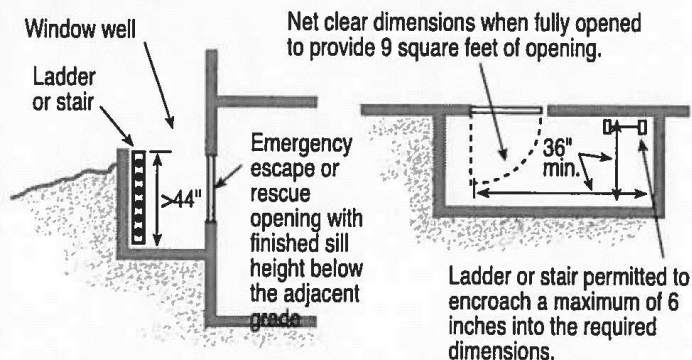 Window well
Ladder
or stair
>44"
Emergency
escape or
rescue
opening with
finished sill
height below
the adjacent
grade
Net clear dimensions when fully opened
to provide 9 square feet of opening.
36"
min.
Ladder or stair permitted to
encroach a maximum of 6
inches into the required
dimensions.